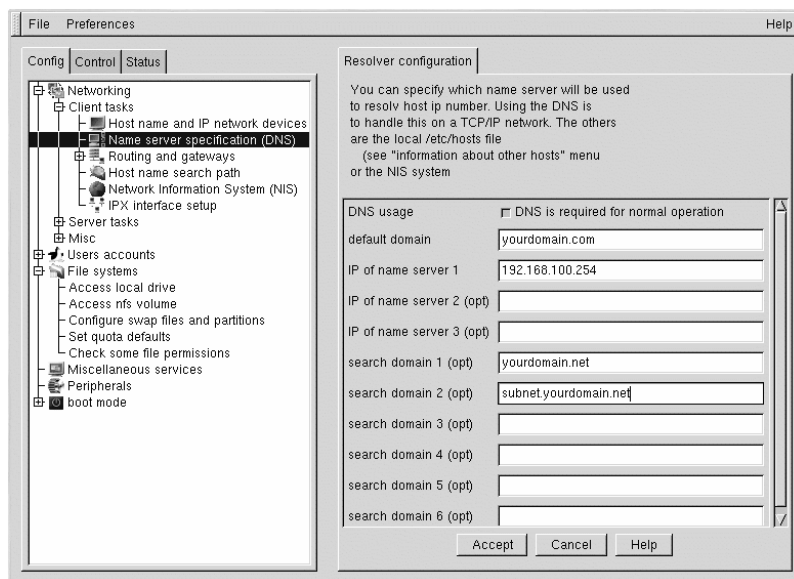 File Preferences Help
Config Control Status
Networking
Client tasks
Host name and IP network devices
Name server specification (DNS)
Routing and gateways
Host name search path
Network Information System (NIS)
IPX interface setup
Server tasks
Misc
Users accounts
File systems
Access local drive
Access nfs volume
Configure swap files and partitions
Set quota defaults
Check some file permissions
Miscellaneous services
Peripherals
boot mode
Resolver configuration
You can specify which name server will be used
to resolv host ip number. Using the DNS is
to handle this on a TCP/IP network. The others
are the local /etc/hosts file
(see "information about other hosts" menu
or the NIS system
DNS usage DNS is required for normal operation
default domain yourdomain.com
IP of name server 1 192.168.100.254
IP of name server 2 (opt)
IP of name server 3 (opt)
search domain 1 (opt) yourdomain.net
search domain 2 (opt) subnet.yourdomain.net
search domain 3 (opt)
search domain 4 (opt)
search domain 5 (opt)
search domain 6 (opt)
Accept Cancel Help